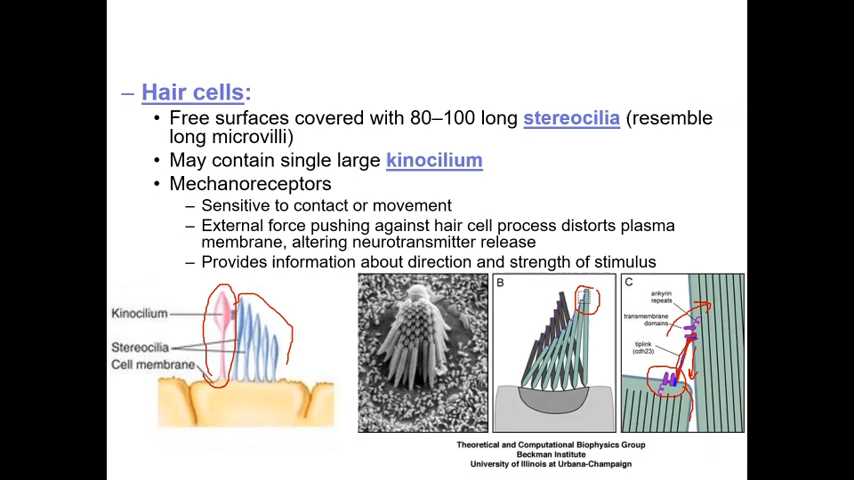 – Hair cells:
• Free surfaces covered with 80–100 long stereocilia (resemble
long microvilli)
• May contain single large kinocilium
• Mechanoreceptors
– Sensitive to contact or movement
– External force pushing against hair cell process distorts plasma
membrane, altering neurotransmitter release
– Provides information about direction and strength of stimulus
Kinocilium
Stereocilia
Cell membrane
B
C
ankyrin
repeats
transmembrane
domains
tiplink
(cdh23)
Theoretical and Computational Biophysics Group
Beckman Institute
University of Illinois at Urbana-Champaign